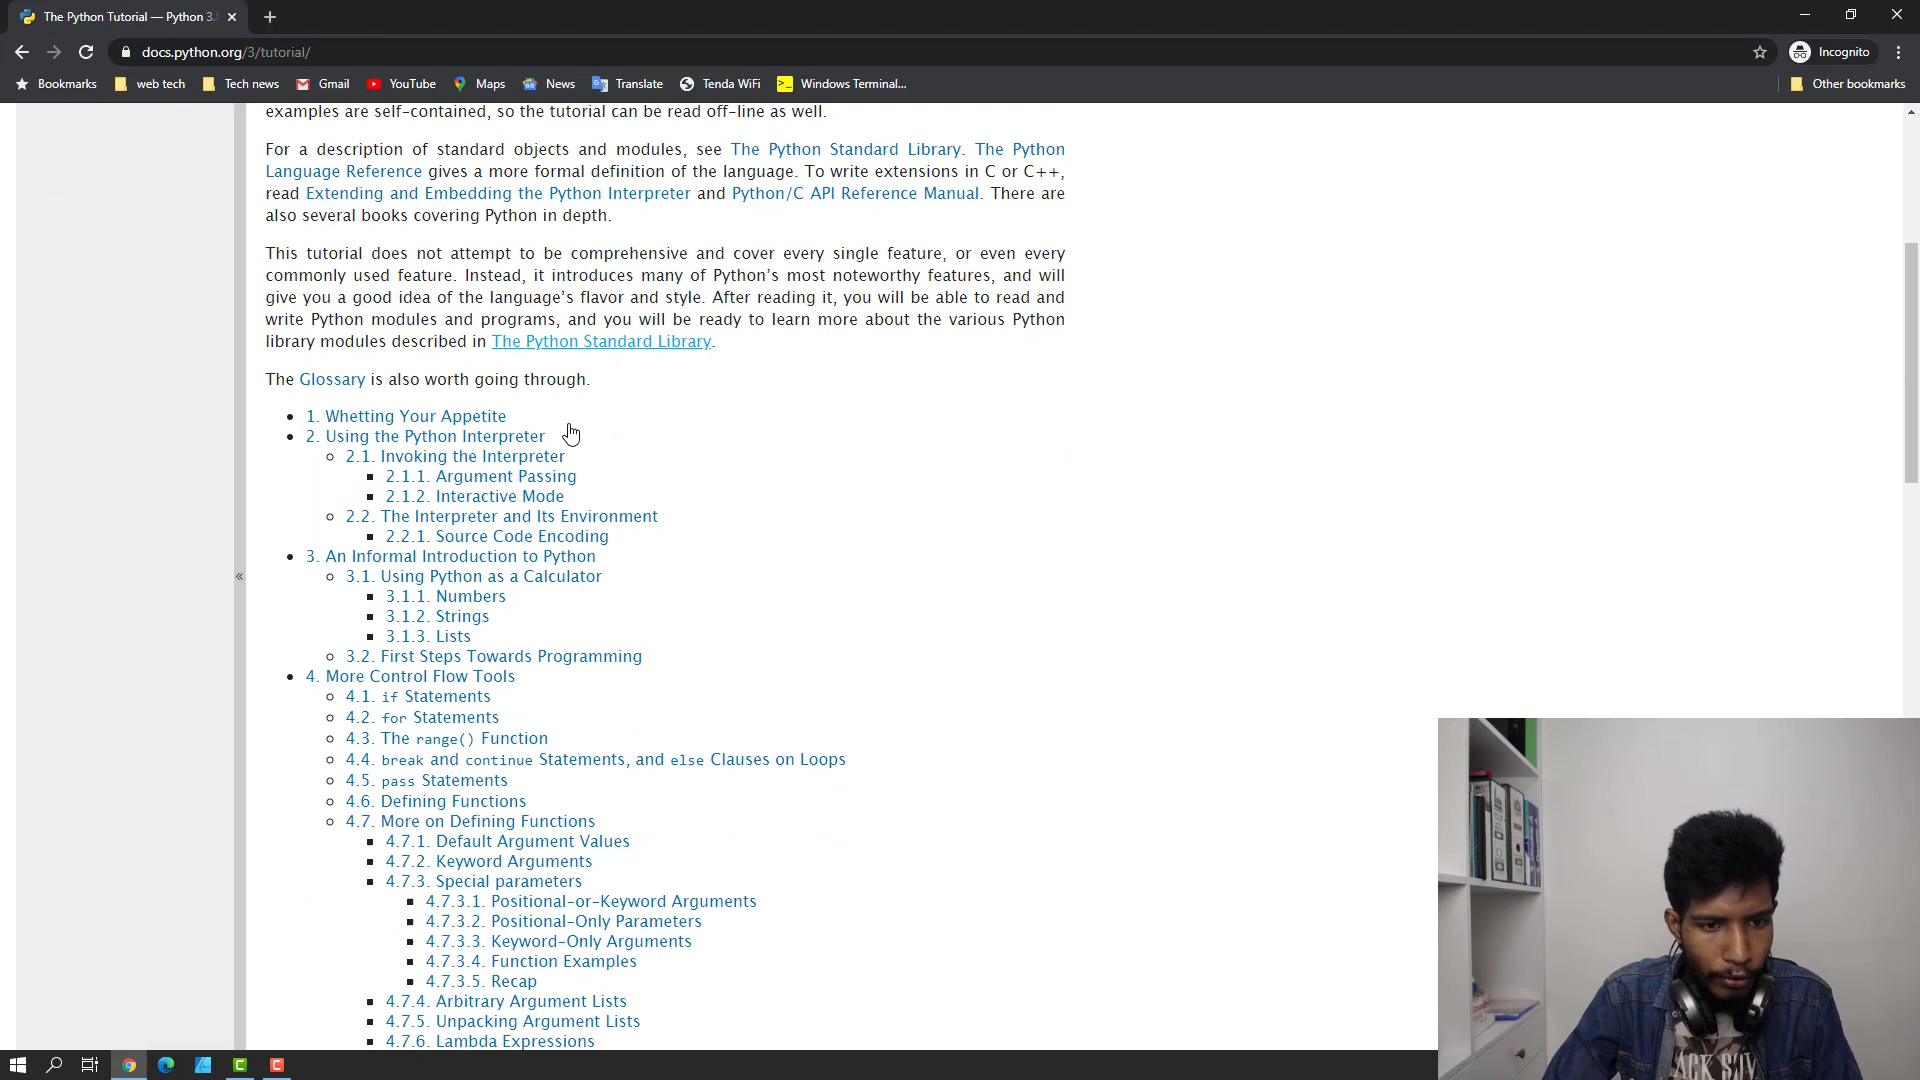 The Python Tutorial — Python 3.
docs.python.org/3/tutorial/
Incognito
Bookmarks
web tech
Tech news
Gmail
YouTube
Maps
News
Translate
Tenda WiFi
Windows Terminal...
Other bookmarks
examples are self-contained, so the tutorial can be read off-line as well.
For a description of standard objects and modules, see The Python Standard Library. The Python
Language Reference gives a more formal definition of the language. To write extensions in C or C++,
read Extending and Embedding the Python Interpreter and Python/C API Reference Manual. There are
also several books covering Python in depth.
This tutorial does not attempt to be comprehensive and cover every single feature, or even every
commonly used feature. Instead, it introduces many of Python’s most noteworthy features, and will
give you a good idea of the language’s flavor and style. After reading it, you will be able to read and
write Python modules and programs, and you will be ready to learn more about the various Python
library modules described in The Python Standard Library.
The Glossary is also worth going through.
1. Whetting Your Appetite
2. Using the Python Interpreter
2.1. Invoking the Interpreter
2.1.1. Argument Passing
2.1.2. Interactive Mode
2.2. The Interpreter and Its Environment
2.2.1. Source Code Encoding
«
3. An Informal Introduction to Python
3.1. Using Python as a Calculator
3.1.1. Numbers
3.1.2. Strings
3.1.3. Lists
3.2. First Steps Towards Programming
4. More Control Flow Tools
4.1. if Statements
4.2. for Statements
4.3. The range() Function
4.4. break and continue Statements, and else Clauses on Loops
4.5. pass Statements
4.6. Defining Functions
4.7. More on Defining Functions
4.7.1. Default Argument Values
4.7.2. Keyword Arguments
4.7.3. Special parameters
4.7.3.1. Positional-or-Keyword Arguments
4.7.3.2. Positional-Only Parameters
4.7.3.3. Keyword-Only Arguments
4.7.3.4. Function Examples
4.7.3.5. Recap
4.7.4. Arbitrary Argument Lists
4.7.5. Unpacking Argument Lists
4.7.6. Lambda Expressions